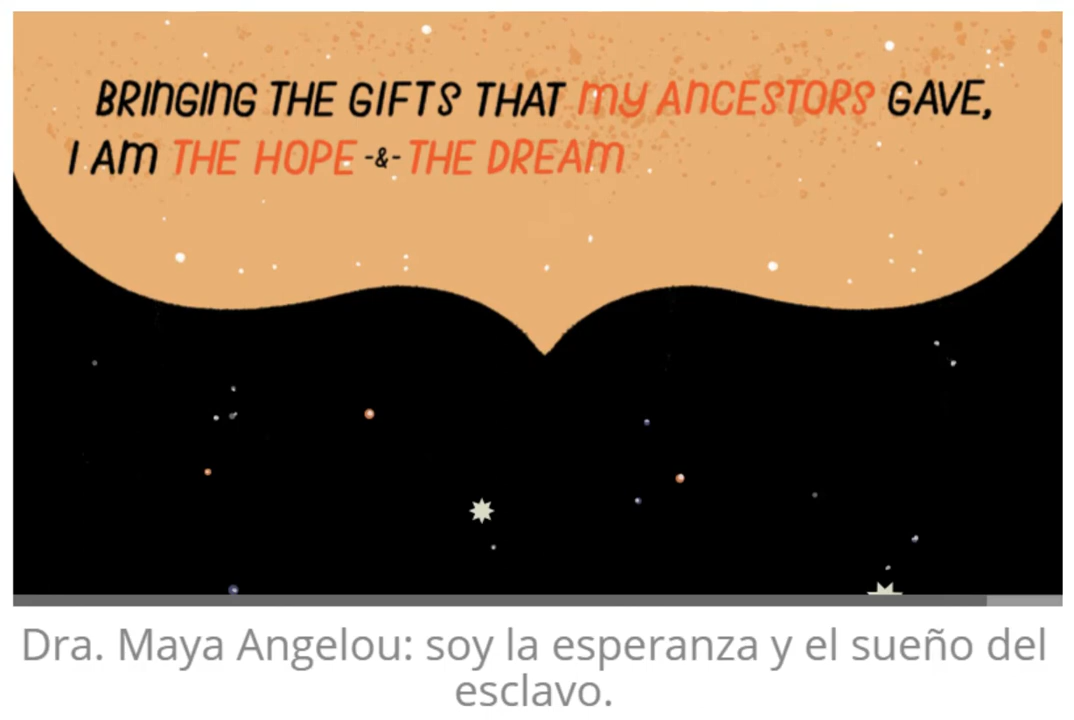 BRINGING THE GIFTS THAT MY ANCESTORS GAVE,
I AM THE HOPE -&- THE DREAM
Dra. Maya Angelou: soy la esperanza y el sueño del
esclavo.